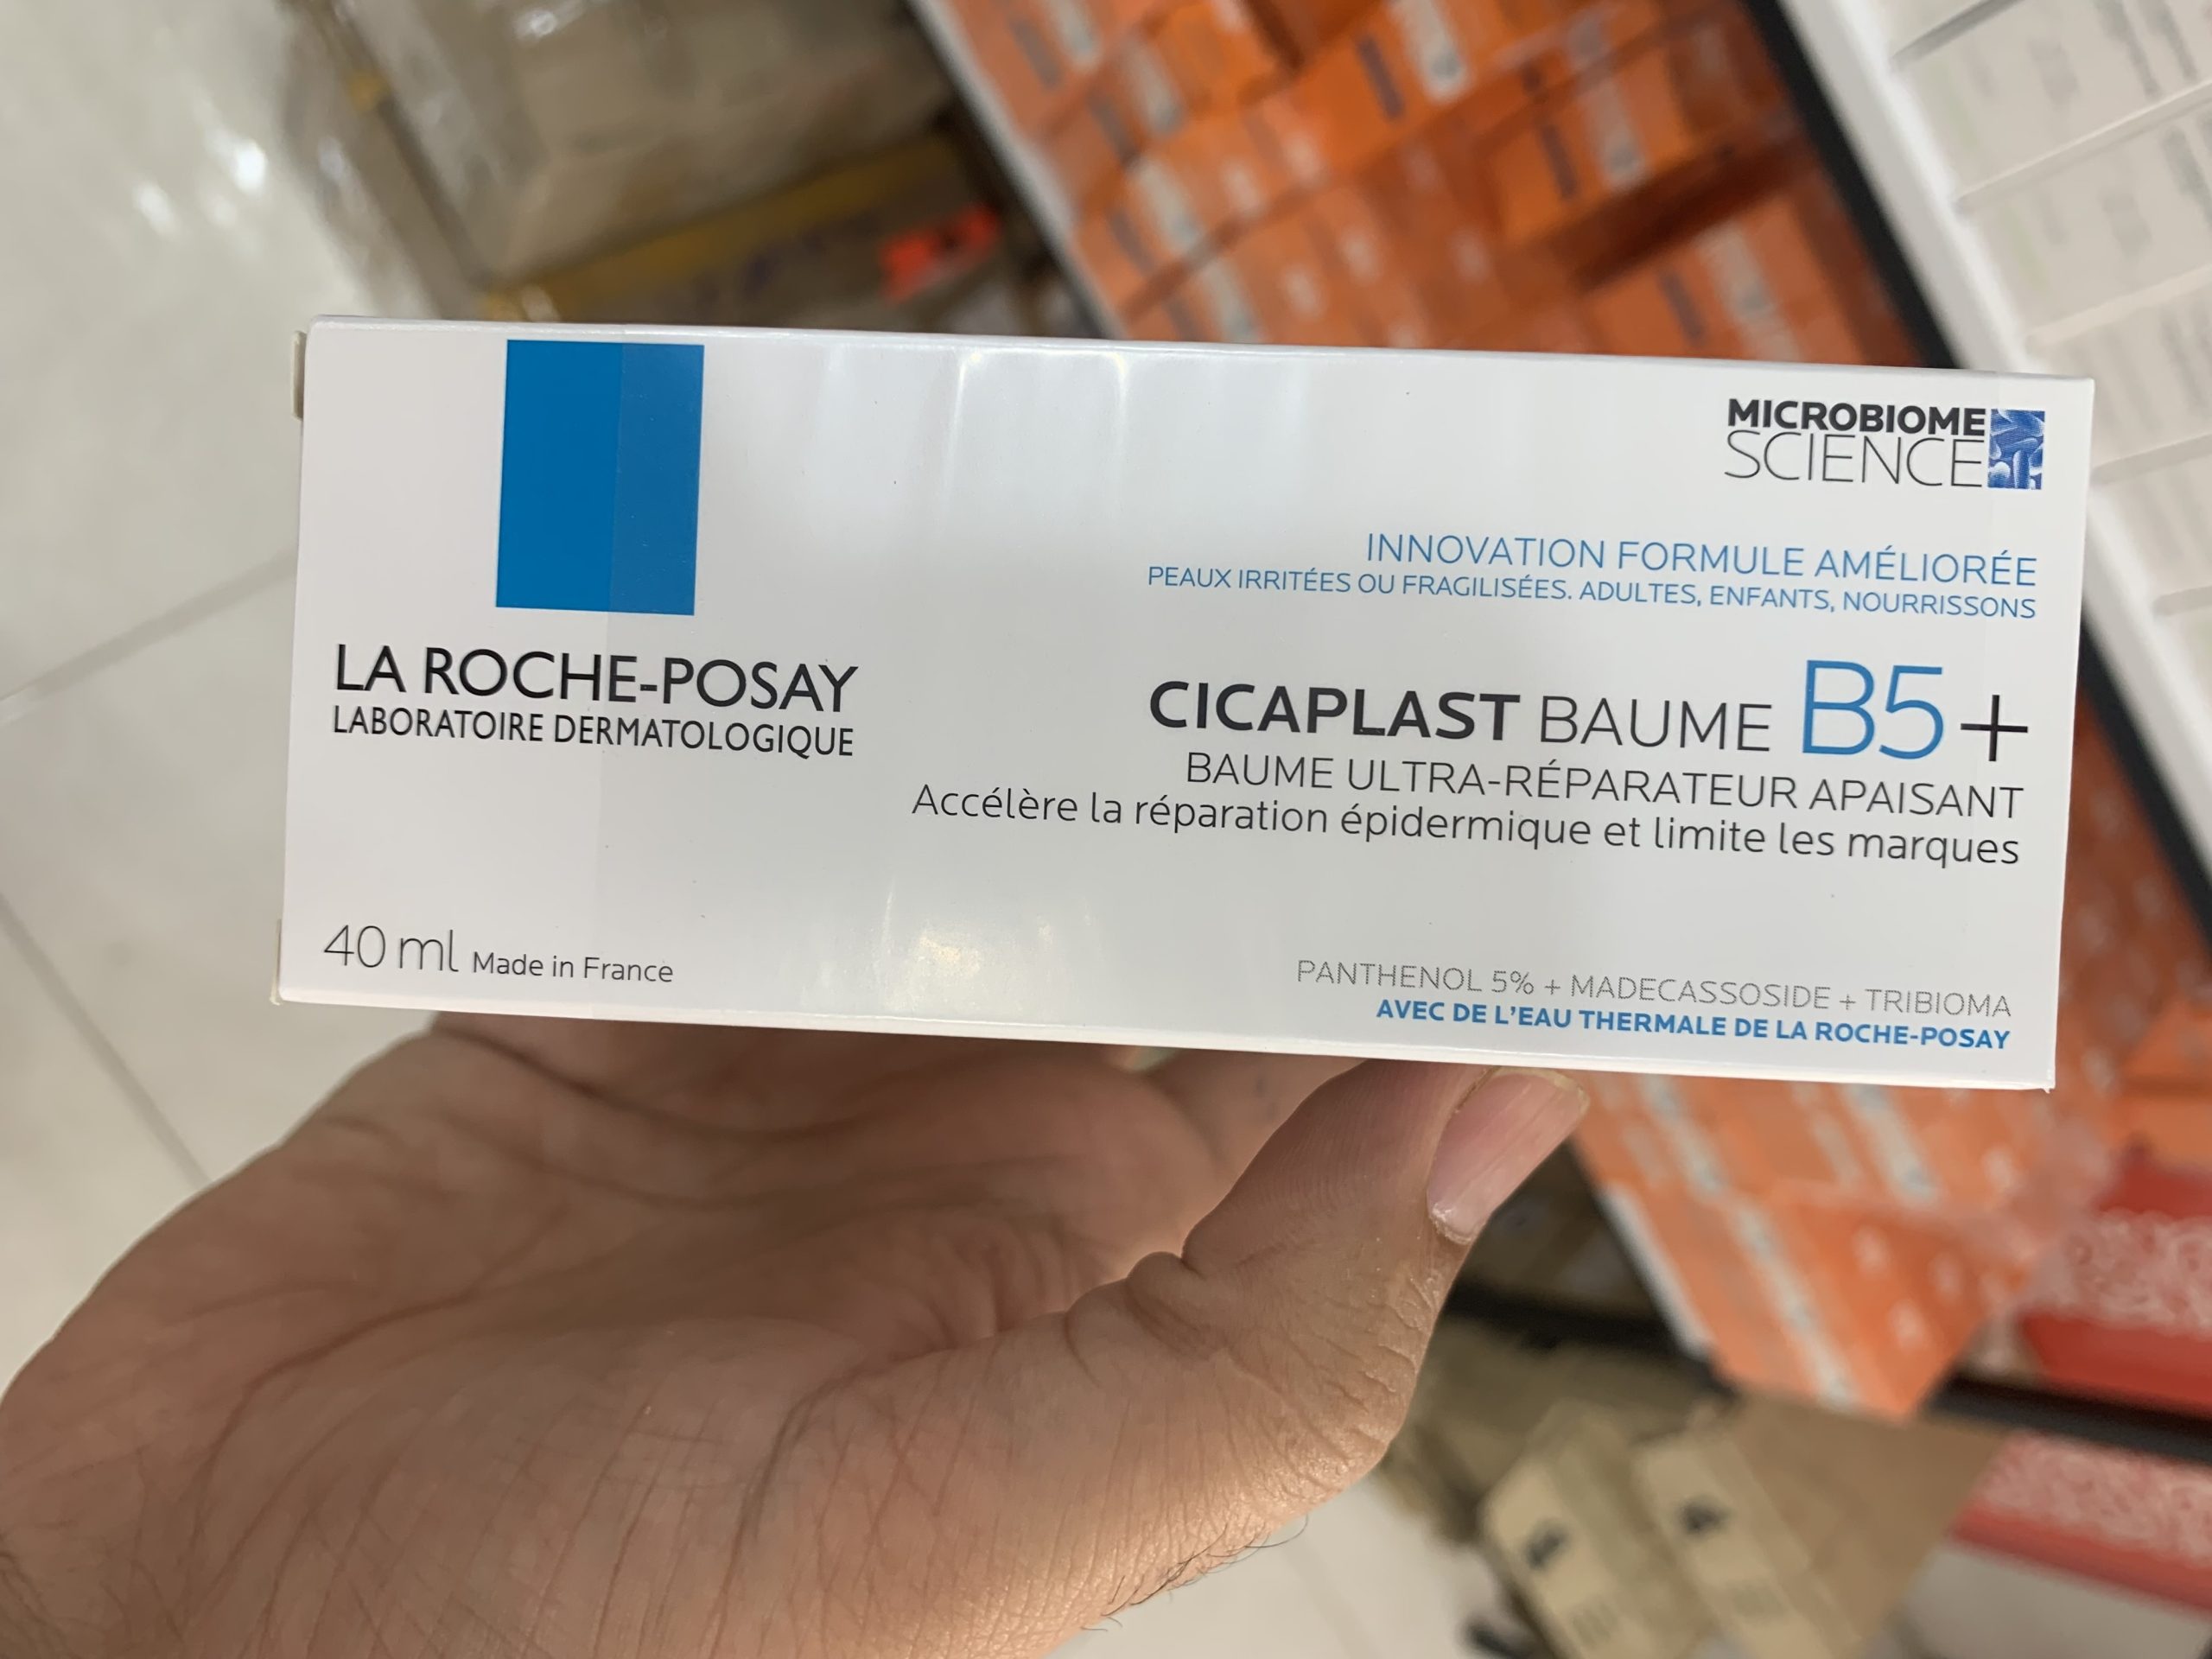 MICROBIOME
SCIENCE
INNOVATION FORMULE AMÉLIORÉE
PEAUX IRRITÉES OU FRAGILISÉES. ADULTES, ENFANTS, NOURRISSONS
LA ROCHE-POSAY
LABORATOIRE DERMATOLOGIQUE
CICAPLAST BAUME B5+
BAUME ULTRA-RÉPARATEUR APAISANT
Accélère la réparation épidermique et limite les marques
40 ml Made in France
PANTHENOL 5% + MADECASSOSIDE + TRIBIOMA
AVEC DE L'EAU THERMALE DE LA ROCHE-POSAY